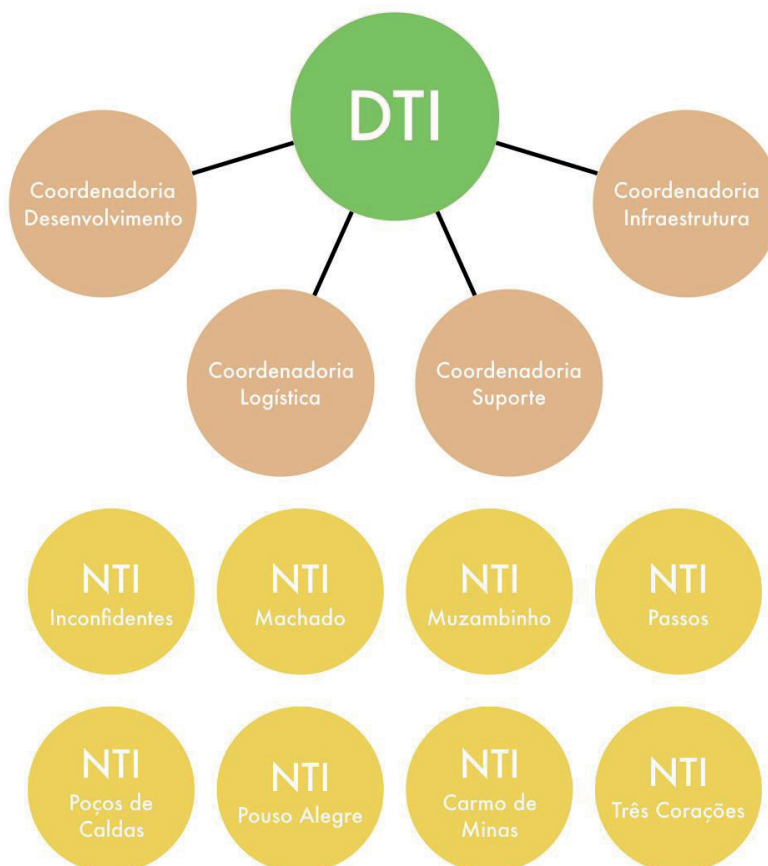 DTI
Coordenadoria
Desenvolvimento
Coordenadoria
Infraestrutura
Coordenadoria
Logística
Coordenadoria
Suporte
NTI
Inconfidentes
NTI
Machado
NTI
Muzambinho
NTI
Passos
NTI
Poços de
Caldas
NTI
Pouso Alegre
NTI
Carmo de
Minas
NTI
Três Corações